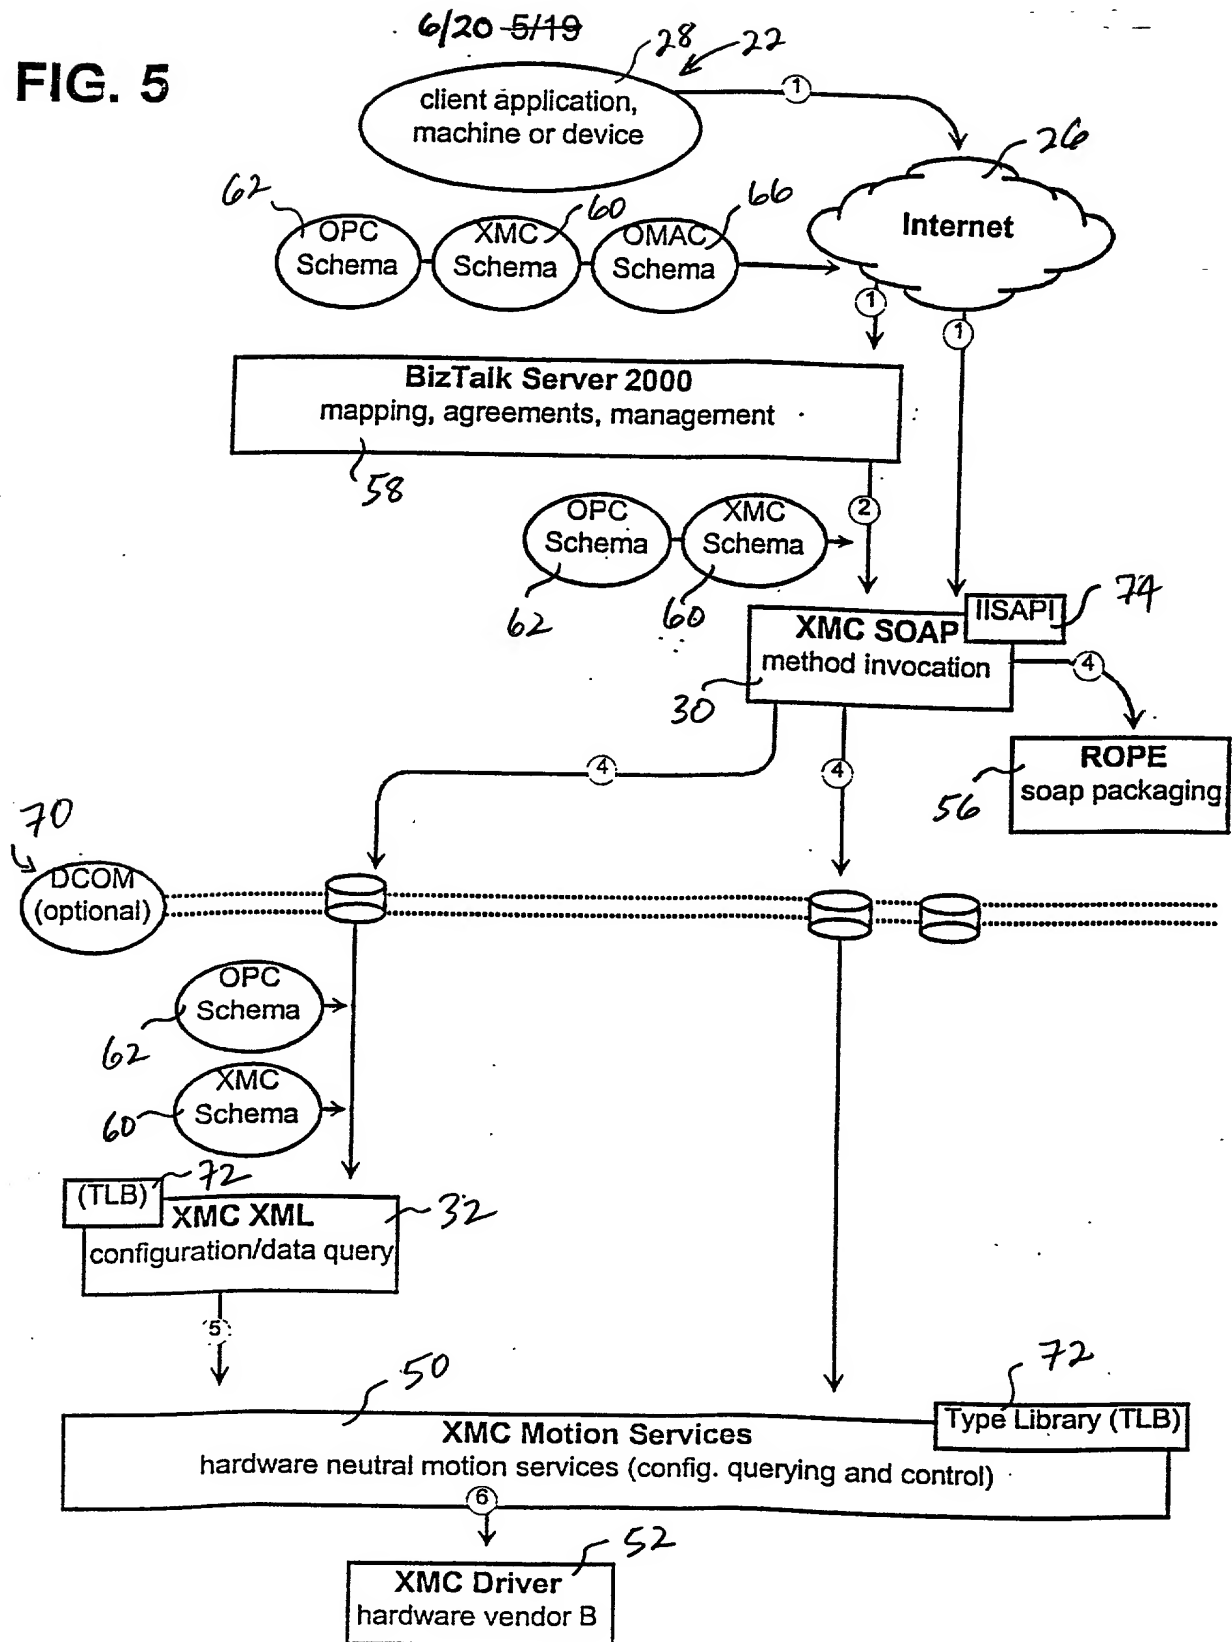 6/20 5/19
FIG. 5
28
22
client application,
machine or device
1
26
Internet
62
60
66
OPC
Schema
XMC
Schema
OMAC
Schema
1
1
BizTalk Server 2000
mapping, agreements, management
58
2
OPC
Schema
XMC
Schema
62
60
IISAPI
74
XMC SOAP
method invocation
30
4
ROPE
soap packaging
56
4
4
70
DCOM
(optional)
OPC
Schema
62
XMC
Schema
60
(TLB)
72
XMC XML
configuration/data query
32
5
50
72
Type Library (TLB)
XMC Motion Services
hardware neutral motion services (config. querying and control)
6
52
XMC Driver
hardware vendor B